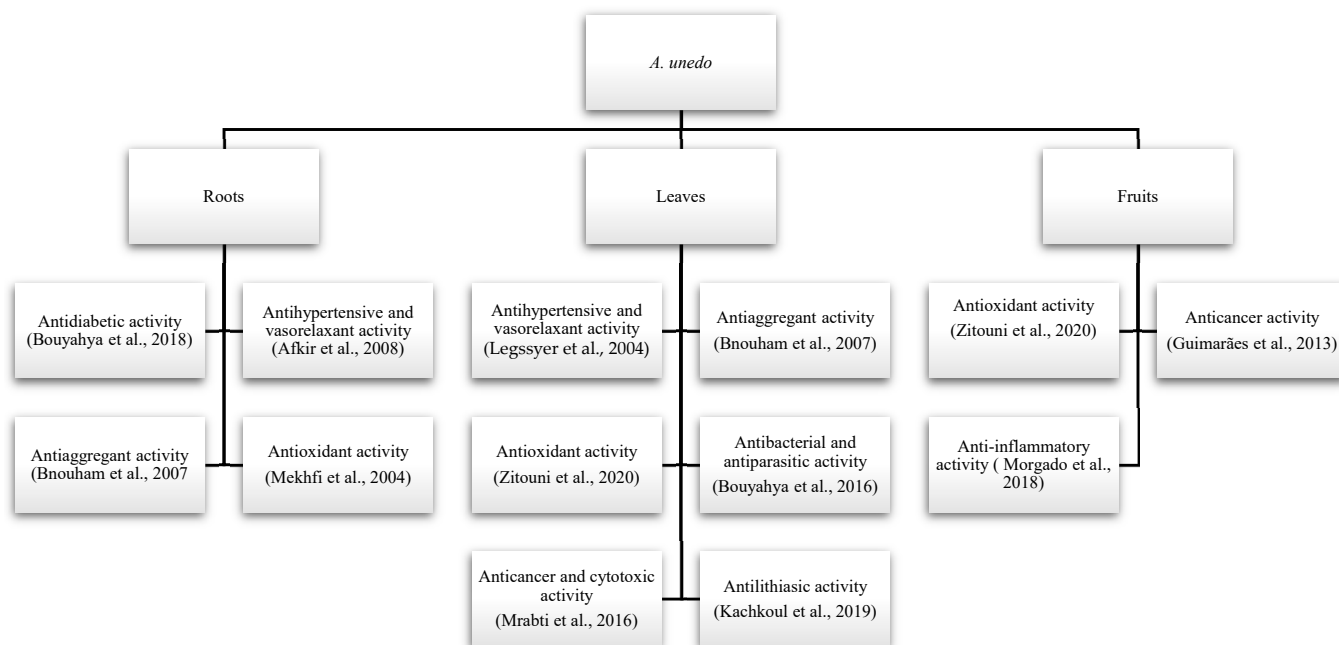 A. unedo
Roots
Leaves
Fruits
Antidiabetic activity
(Bouyahya et al., 2018)
Antihypertensive and
vasorelaxant activity
(Afkir et al., 2008)
Antihypertensive and
vasorelaxant activity
(Legssyer et al., 2004)
Antiaggregant activity
(Bnouham et al., 2007)
Antioxidant activity
(Zitouni et al., 2020)
Anticancer activity
(Guimarães et al., 2013)
Antiaggregant activity
(Bnouham et al., 2007
Antioxidant activity
(Mekhfi et al., 2004)
Antioxidant activity
(Zitouni et al., 2020)
Antibacterial and
antiparasitic activity
(Bouyahya et al., 2016)
Anti-inflammatory
activity ( Morgado et al.,
2018)
Anticancer and cytotoxic
activity
(Mrabti et al., 2016)
Antilithiasic activity
(Kachkoul et al., 2019)